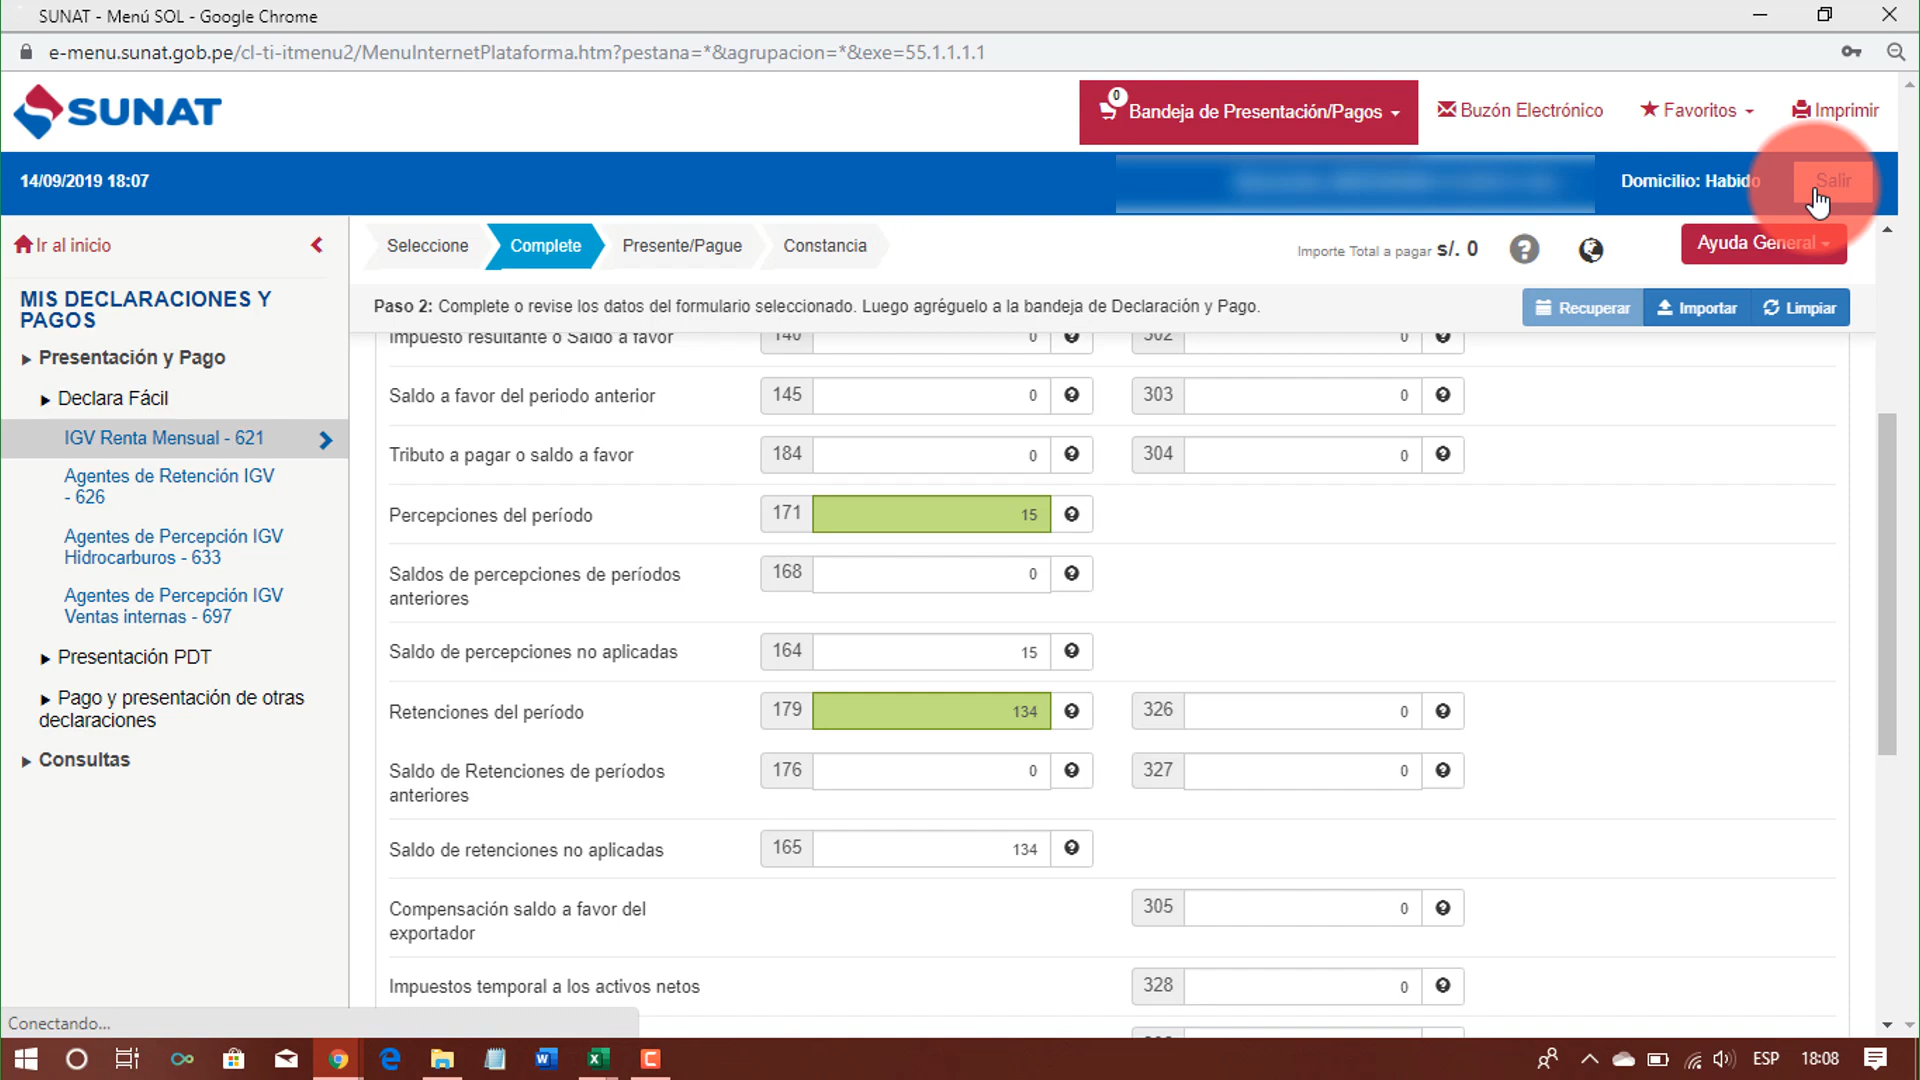 SUNAT - Menú SOL - Google Chrome
e-menu.sunat.gob.pe/cl-ti-itmenu2/MenuInternetPlataforma.htm?pestana=*&agrupacion=*&exe=55.1.1.1.1
SUNAT
0 Bandeja de Presentación/Pagos
Buzón Electrónico
Favoritos
Imprimir
14/09/2019 18:07
Domicilio: Habido
Salir
Ir al inicio
Seleccione
Complete
Presente/Pague
Constancia
Importe Total a pagar s/. 0
Ayuda General
Paso 2: Complete o revise los datos del formulario seleccionado. Luego agréguelo a la bandeja de Declaración y Pago.
Recuperar
Importar
Limpiar
MIS DECLARACIONES Y
PAGOS
Presentación y Pago
Declara Fácil
IGV Renta Mensual - 621
Agentes de Retención IGV
- 626
Agentes de Percepción IGV
Hidrocarburos - 633
Agentes de Percepción IGV
Ventas internas - 697
Presentación PDT
Pago y presentación de otras
declaraciones
Consultas
Impuesto resultante o Saldo a favor 140 0 302 0
Saldo a favor del periodo anterior 145 0 303 0
Tributo a pagar o saldo a favor 184 0 304 0
Percepciones del período 171 15
Saldos de percepciones de períodos
anteriores 168 0
Saldo de percepciones no aplicadas 164 15
Retenciones del período 179 134 326 0
Saldo de Retenciones de períodos
anteriores 176 0 327 0
Saldo de retenciones no aplicadas 165 134
Compensación saldo a favor del
exportador 305 0
Impuestos temporal a los activos netos 328 0
Conectando...
ESP
18:08